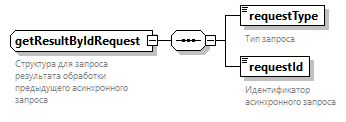 getResultByIdRequest
Структура для запроса
результата обработки
предыдущего асинхронного
запроса
requestType
Тип запроса
requestId
Идентификатор
асинхронного запроса